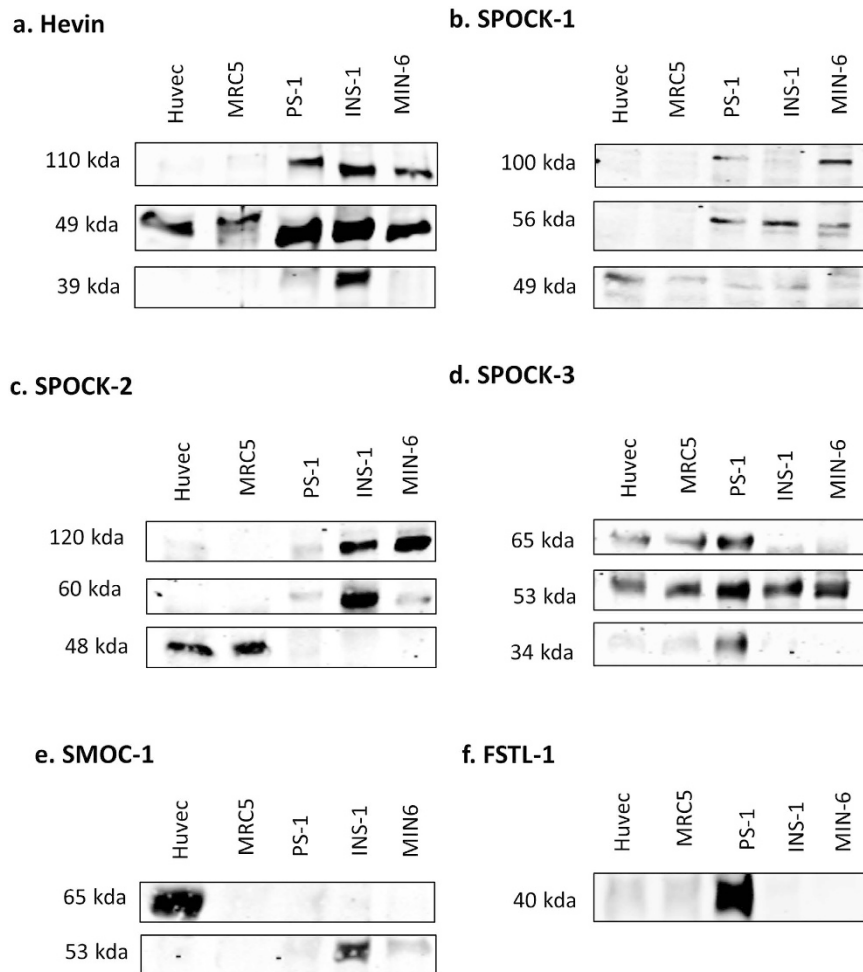 a. Hevin
Huvec MRC5 PS-1 INS-1 MIN-6
110 kda
49 kda
39 kda
b. SPOCK-1
Huvec MRC5 PS-1 INS-1 MIN-6
100 kda
56 kda
49 kda
c. SPOCK-2
Huvec MRC5 PS-1 INS-1 MIN-6
120 kda
60 kda
48 kda
d. SPOCK-3
Huvec MRC5 PS-1 INS-1 MIN-6
65 kda
53 kda
34 kda
e. SMOC-1
Huvec MRC5 PS-1 INS-1 MIN6
65 kda
53 kda
f. FSTL-1
Huvec MRC5 PS-1 INS-1 MIN-6
40 kda